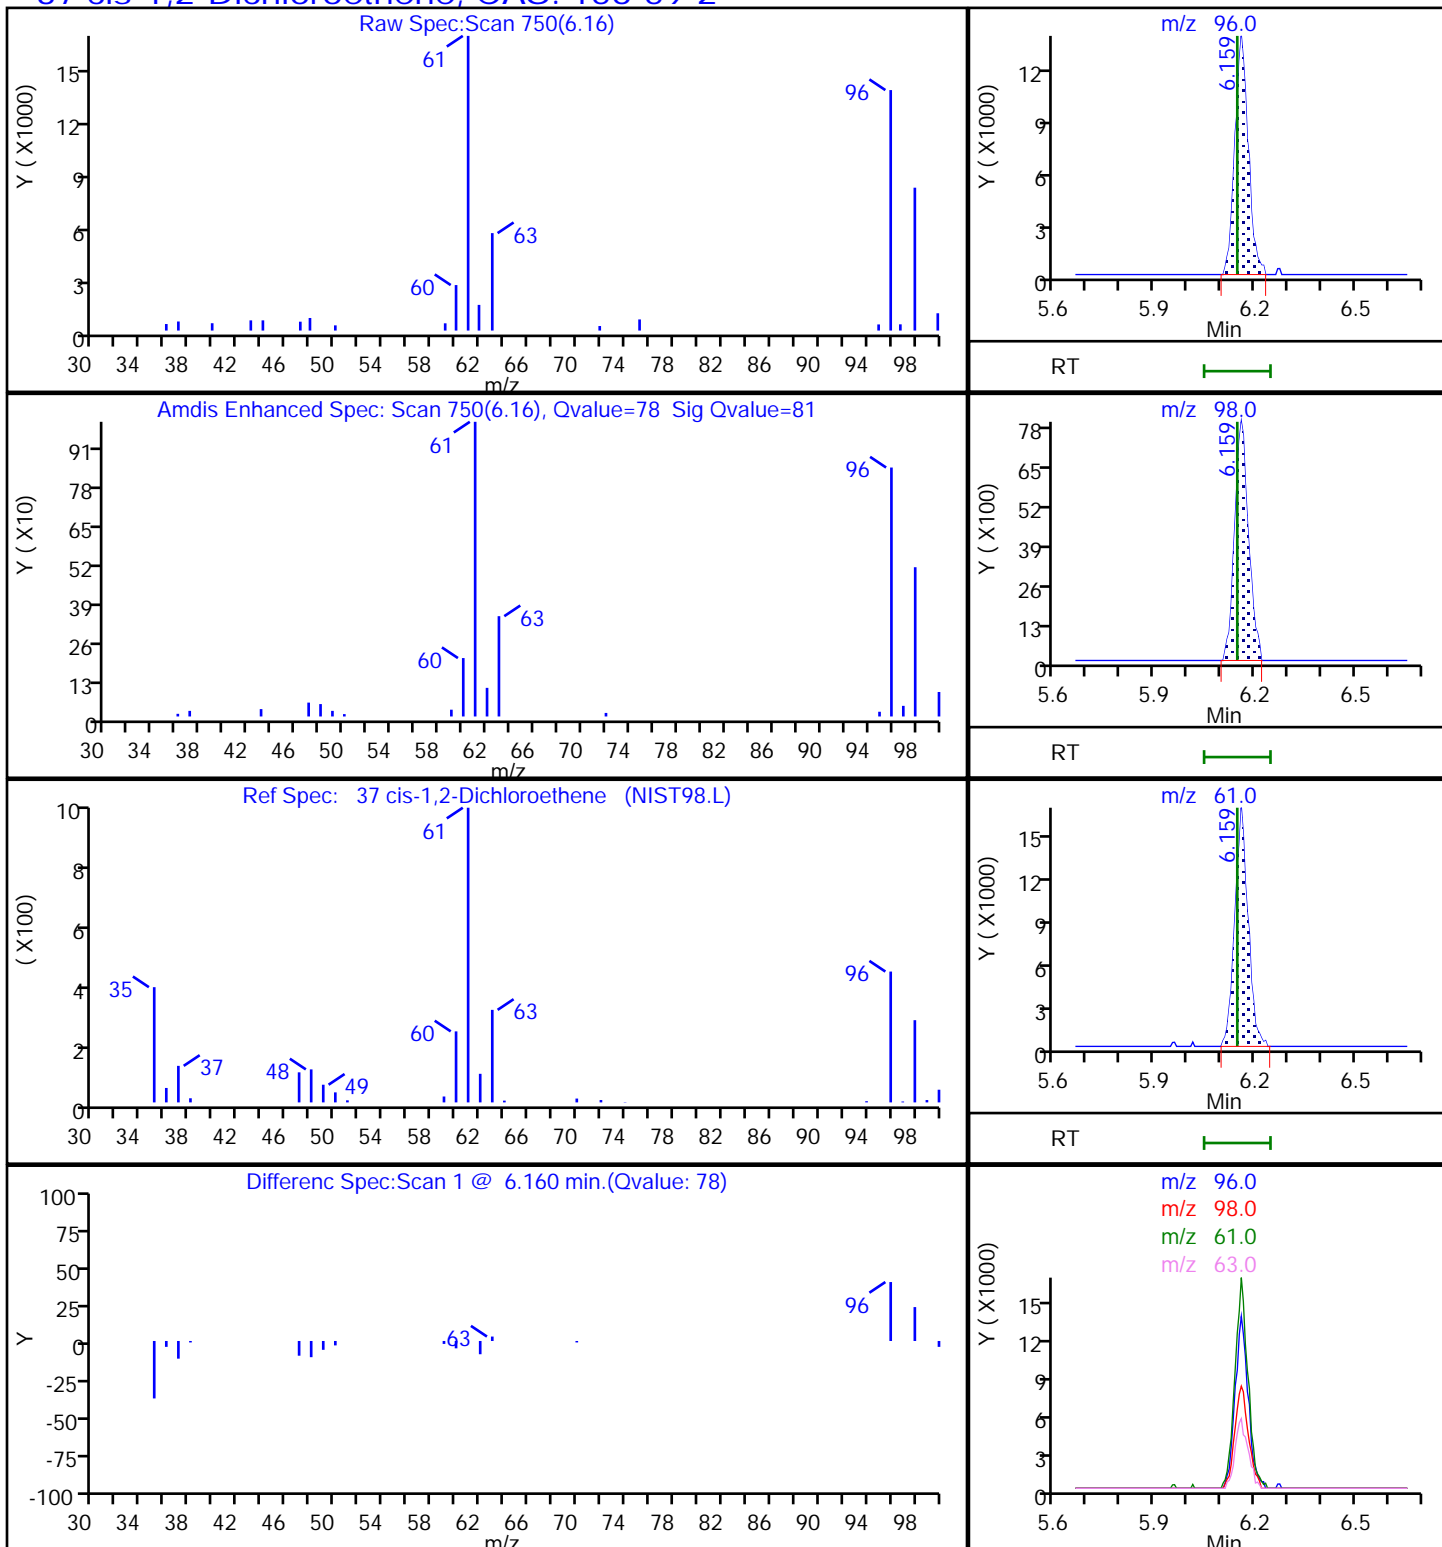 37 cis-1,2-Dichloroethene, CAS: 156-59-2
Raw Spec:Scan 750(6.16)
61
96
63
60
Y ( X1000)
15
12
9
6
3
0
30 34 38 42 46 50 54 58 62 66 70 74 78 82 86 90 94 98
m/z
m/z 96.0
6.159
Y ( X1000)
12
9
6
3
0
5.6 5.9 6.2 6.5
Min
RT
Amdis Enhanced Spec: Scan 750(6.16), Qvalue=78 Sig Qvalue=81
61
96
63
60
Y ( X10)
91
78
65
52
39
26
13
0
30 34 38 42 46 50 54 58 62 66 70 74 78 82 86 90 94 98
m/z
m/z 98.0
6.159
Y ( X100)
78
65
52
39
26
13
0
5.6 5.9 6.2 6.5
Min
RT
Ref Spec: 37 cis-1,2-Dichloroethene (NIST98.L)
61
96
35
63
60
37
48
49
( X100)
10
8
6
4
2
0
30 34 38 42 46 50 54 58 62 66 70 74 78 82 86 90 94 98
m/z 61.0
6.159
Y ( X1000)
15
12
9
6
3
0
5.6 5.9 6.2 6.5
Min
RT
Differenc Spec:Scan 1 @ 6.160 min.(Qvalue: 78)
96
63
Y
100
75
50
25
0
-25
-50
-75
-100
30 34 38 42 46 50 54 58 62 66 70 74 78 82 86 90 94 98
m/z
m/z 96.0
m/z 98.0
m/z 61.0
m/z 63.0
Y ( X1000)
15
12
9
6
3
0
5.6 5.9 6.2 6.5
Min